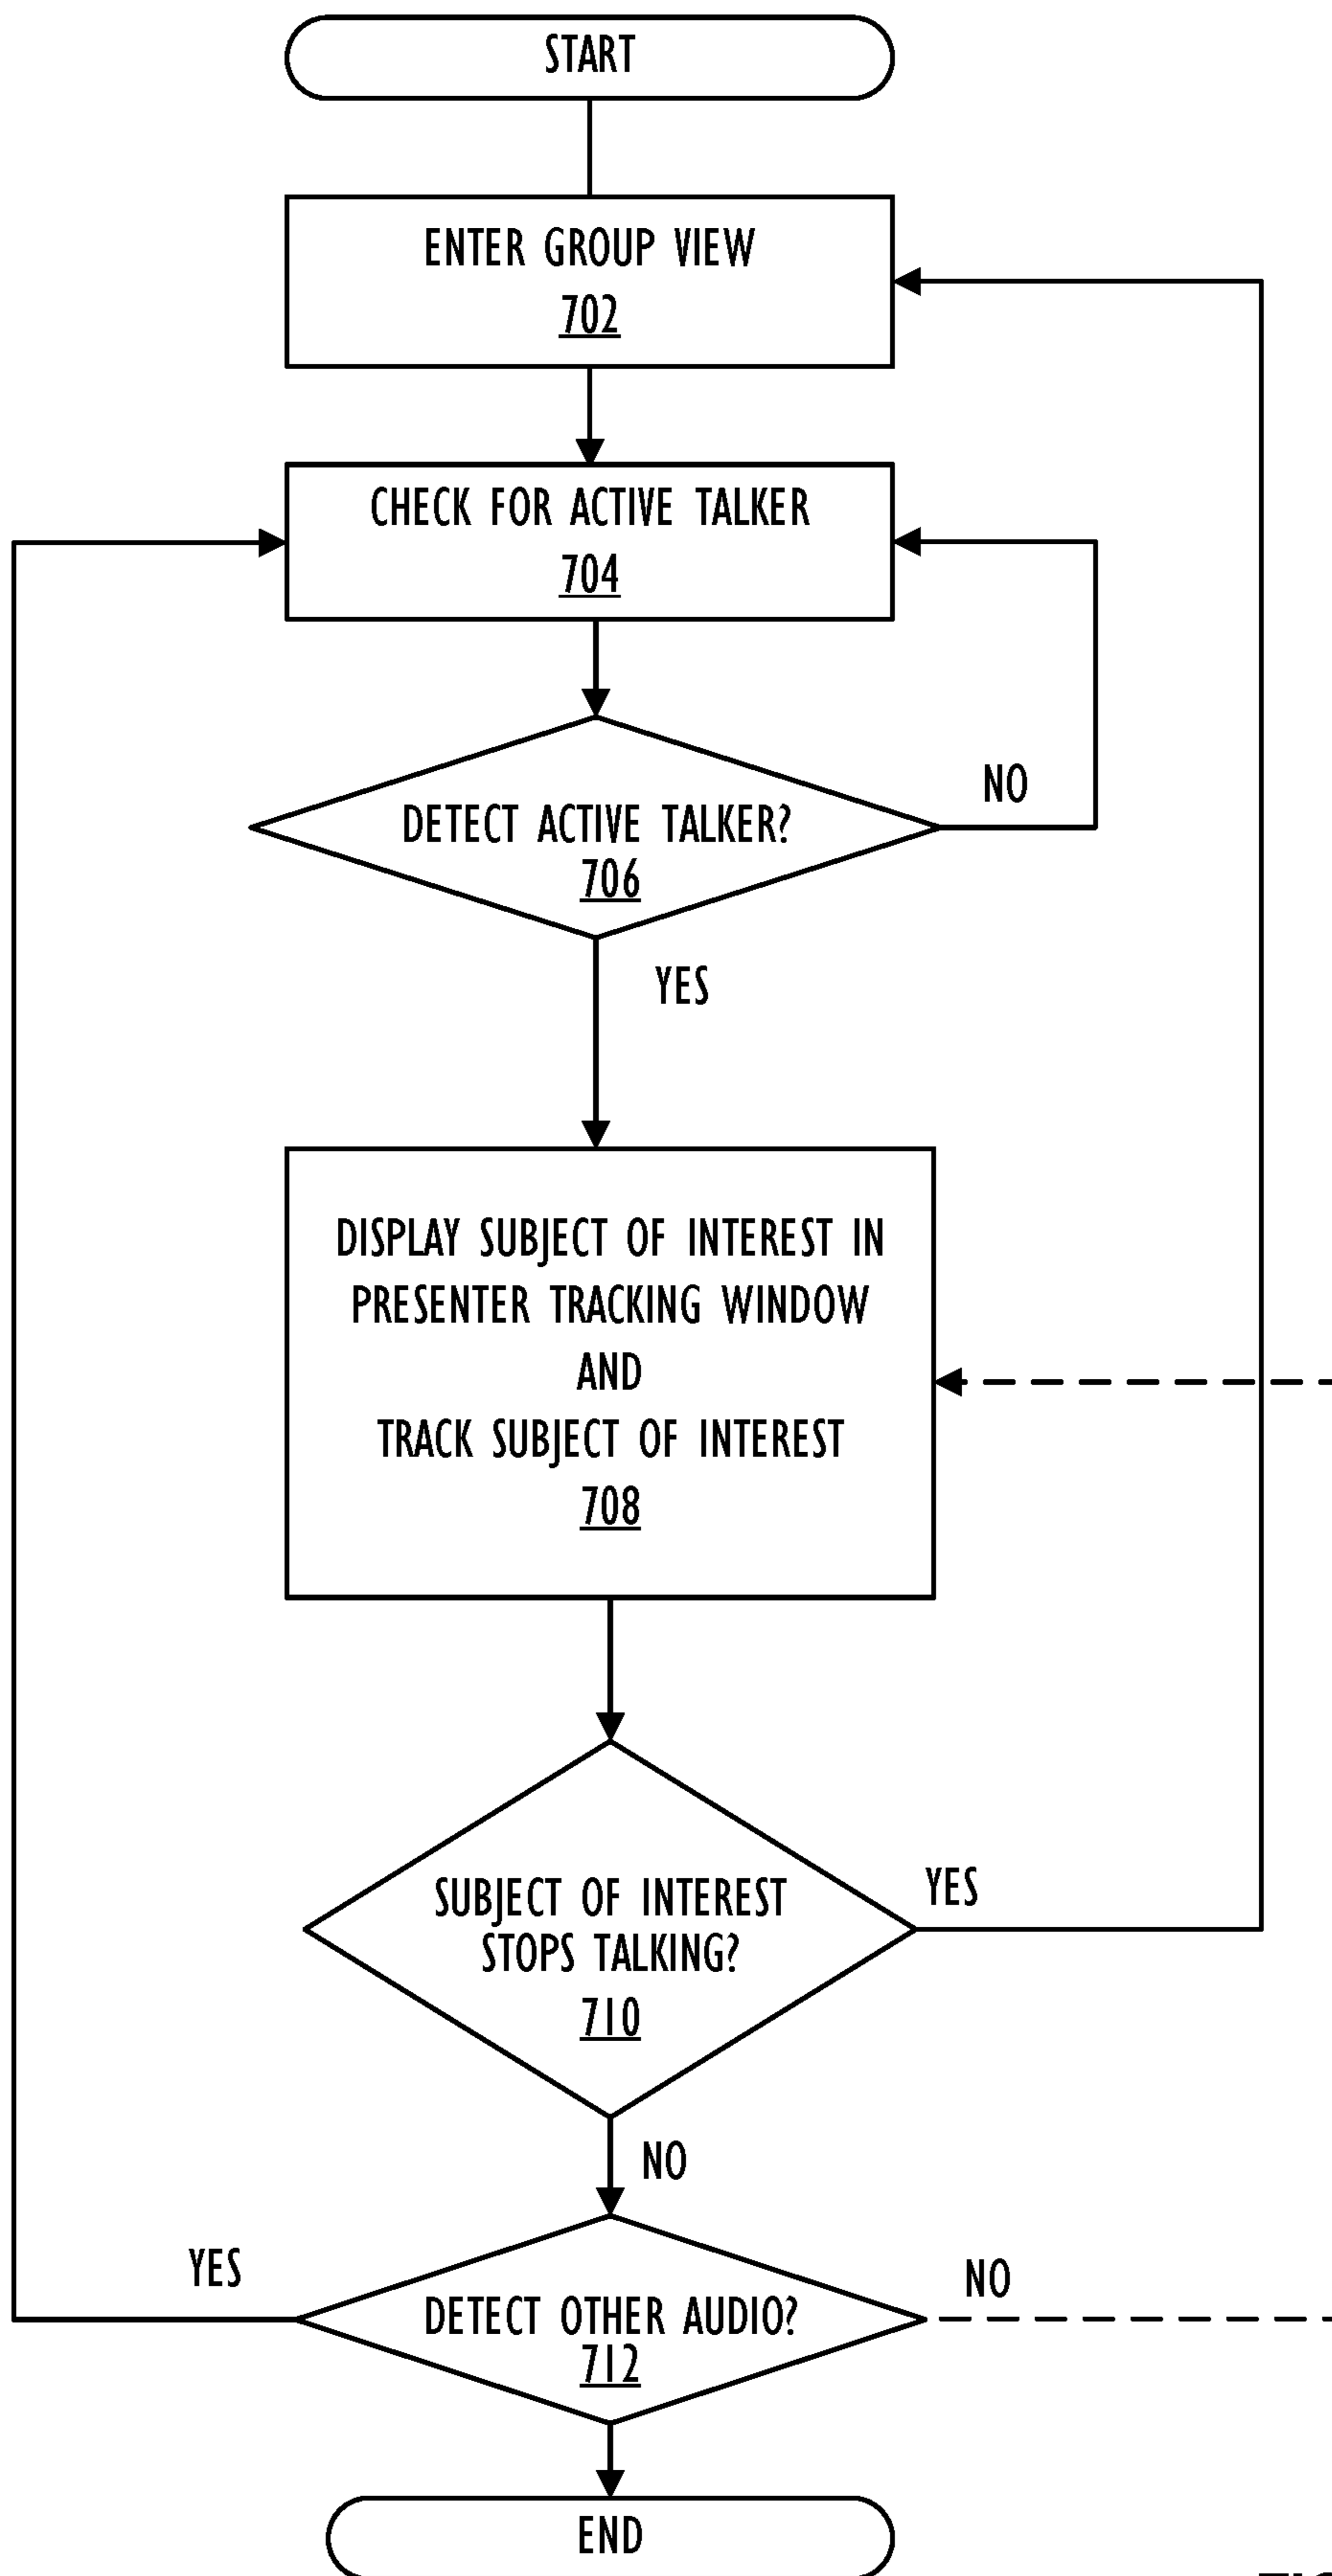 START
ENTER GROUP VIEW
702
CHECK FOR ACTIVE TALKER
704
DETECT ACTIVE TALKER?
706
NO
YES
DISPLAY SUBJECT OF INTEREST IN
PRESENTER TRACKING WINDOW
AND
TRACK SUBJECT OF INTEREST
708
SUBJECT OF INTEREST
STOPS TALKING?
710
YES
NO
YES
DETECT OTHER AUDIO?
712
NO
END